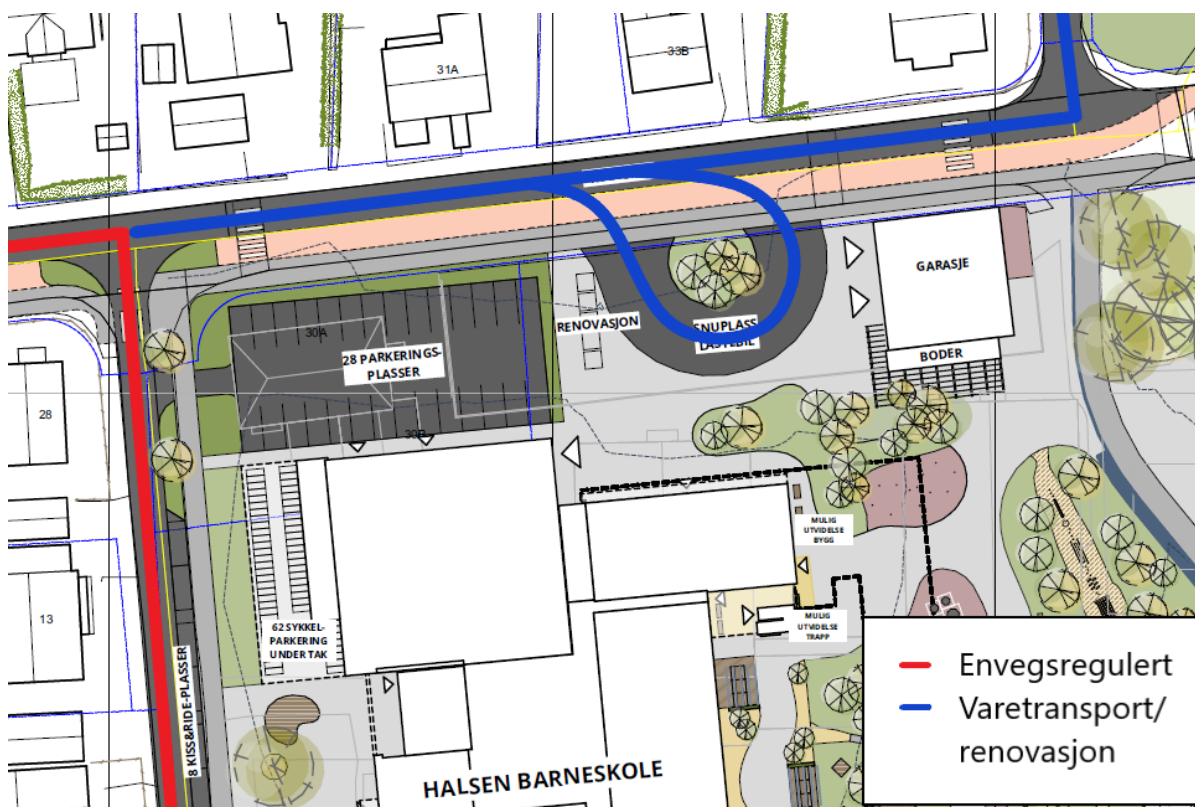 31A
33B
GARASJE
RENOVASJON
SNUPLASS
LASTEBIL
30A
28 PARKERINGS-
PLASSER
BODER
28
30B
MULIG
UTVIDELSE
BYGG
13
62 SYKKEL-
PARKERING
UNDER TAK
MULIG
UTVIDELSE
TRAPP
8 KISS&RIDE-PLASSER
HALSEN BARNESKOLE
Envegsregulert
Varetransport/
renovasjon